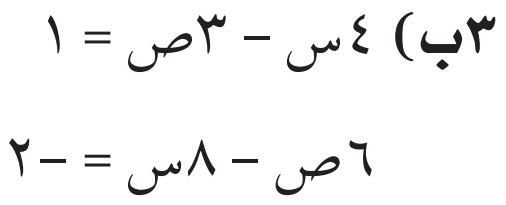 ٣ب) ٤س − ٣ص = ١
٦ص − ٨س = −٢